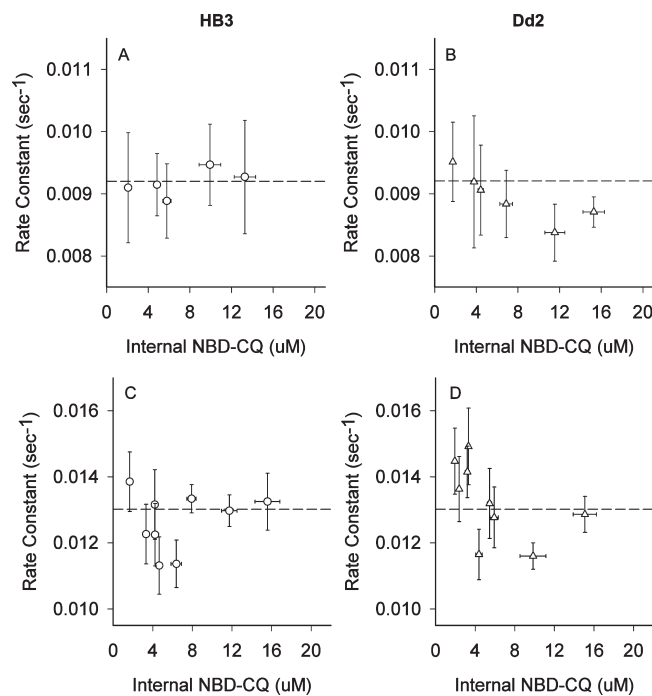 HB3
Dd2
A
B
0.011
0.010
0.009
0.008
Rate Constant (sec⁻¹)
0 4 8 12 16 20
Internal NBD-CQ (uM)
0.011
0.010
0.009
0.008
Rate Constant (sec⁻¹)
0 4 8 12 16 20
Internal NBD-CQ (uM)
C
D
0.016
0.014
0.012
0.010
Rate Constant (sec⁻¹)
0 4 8 12 16 20
Internal NBD-CQ (uM)
0.016
0.014
0.012
0.010
Rate Constant (sec⁻¹)
0 4 8 12 16 20
Internal NBD-CQ (uM)